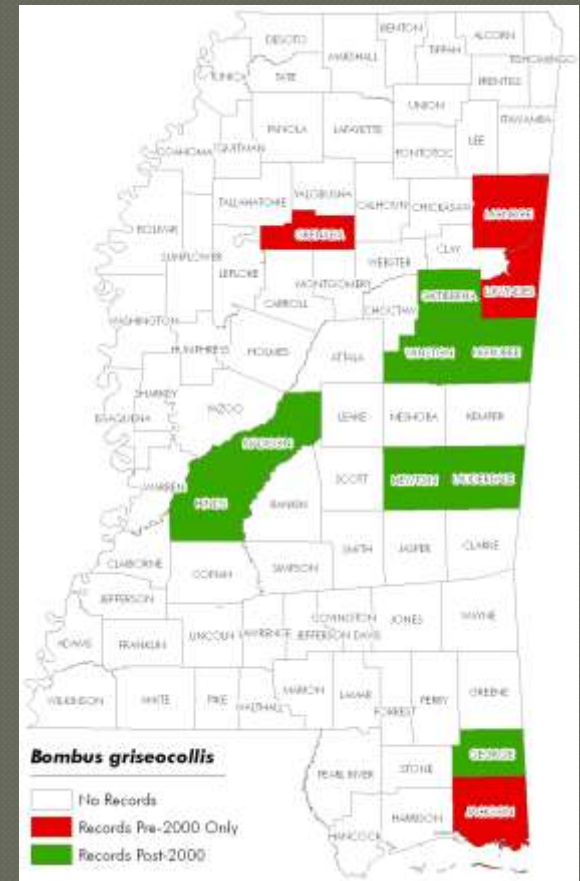 BENTON
ALCORN
DESOTO
MARSHALL
TIPPAH
TISHOMINGO
TUNICA
TATE
PRENTISS
UNION
ITAWAMBA
PANOLA
LAFAYETTE
LEE
COAHOMA
QUITMAN
PONTOTOC
YALOBUSHA
TALLAHATCHIE
CALHOUN
CHICKASAW
MONROE
BOLIVAR
GRENADA
CLAY
SUNFLOWER
WEBSTER
LEFLORE
LOWNDES
MONTGOMERY
OKTIBBEHA
CARROLL
CHOCTAW
WASHINGTON
HUMPHREYS
HOLMES
ATTALA
WINSTON
NOXUBEE
SHARKEY
YAZOO
LEAKE
NESHOBA
KEMPER
ISSAQUENA
MADISON
WARREN
SCOTT
NEWTON
LAUDERDALE
HINDS
RANKIN
SMITH
JASPER
CLARKE
CLAIBORNE
COPIAH
SIMPSON
JEFFERSON
COVINGTON
JONES
WAYNE
ADAMS
FRANKLIN
LINCOLN
LAWRENCE
JEFFERSON DAVIS
WILKINSON
AMITE
PIKE
WALTHALL
MARION
LAMAR
FORREST
PERRY
GREENE
Bombus griseocollis
GEORGE
PEARL RIVER
STONE
No Records
Records Pre-2000 Only
JACKSON
HARRISON
HANCOCK
Records Post-2000